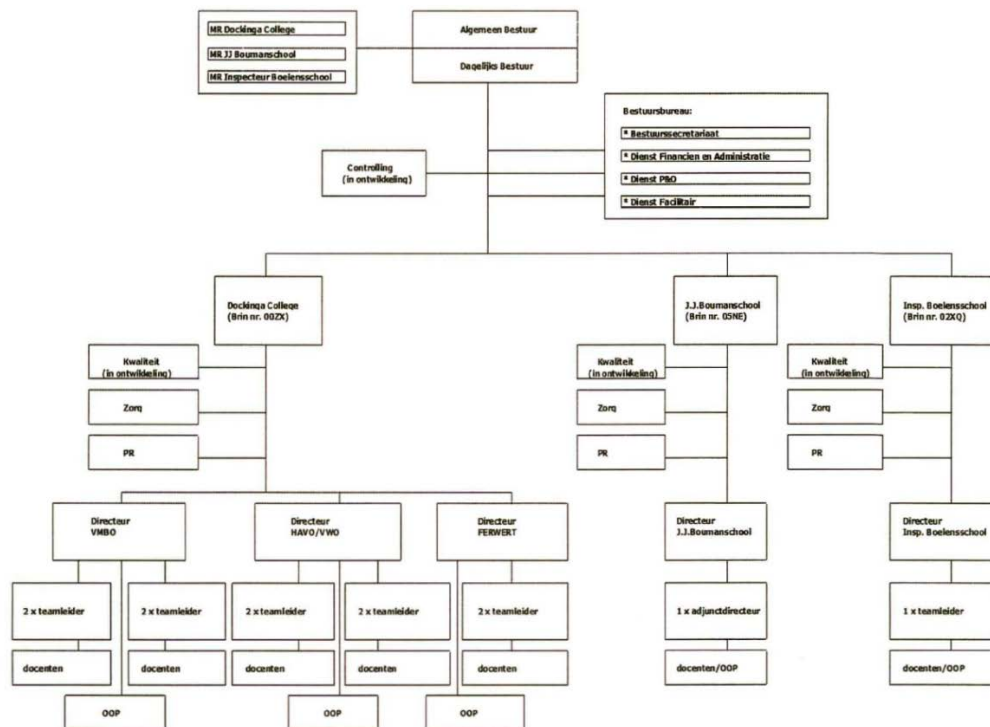 MR Dockinga College
MR JJ Boumanschool
MR Inspecteur Boelensschool
Algemeen Bestuur
Dagelijks Bestuur
Bestuursbureau:
* Bestuurssecretariaat
* Dienst Financien en Administratie
* Dienst P&O
* Dienst Facilitair
Controlling
(in ontwikkeling)
Dockinga College
(Brin nr. 00ZX)
J.J.Boumanschool
(Brin nr. 05NE)
Insp. Boelensschool
(Brin nr. 02XQ)
Kwaliteit
(in ontwikkeling)
Zorg
PR
Kwaliteit
(in ontwikkeling)
Zorg
PR
Kwaliteit
(in ontwikkeling)
Zorg
PR
Directeur
VMBO
Directeur
HAVO/VWO
Directeur
FERWERT
Directeur
J.J.Boumanschool
Directeur
Insp. Boelensschool
2 x teamleider
2 x teamleider
2 x teamleider
2 x teamleider
2 x teamleider
1 x adjunctdirecteur
1 x teamleider
docenten
docenten
docenten
docenten
docenten
docenten/OOP
docenten/OOP
OOP
OOP
OOP